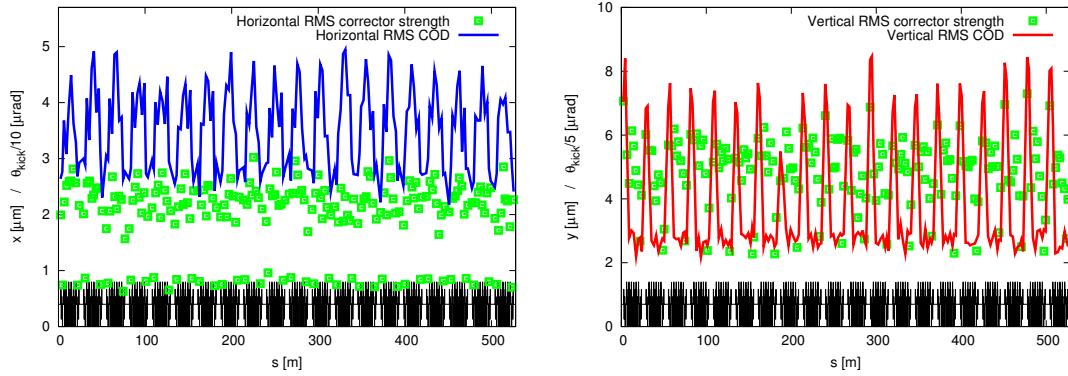 Horizontal RMS corrector strength
Horizontal RMS COD
x [μm]  /  θkick/10 [μrad]
5
4
3
2
1
0
0 100 200 300 400 500
s [m]
Vertical RMS corrector strength
Vertical RMS COD
y [μm]  /  θkick/5 [μrad]
10
8
6
4
2
0
0 100 200 300 400 500
s [m]